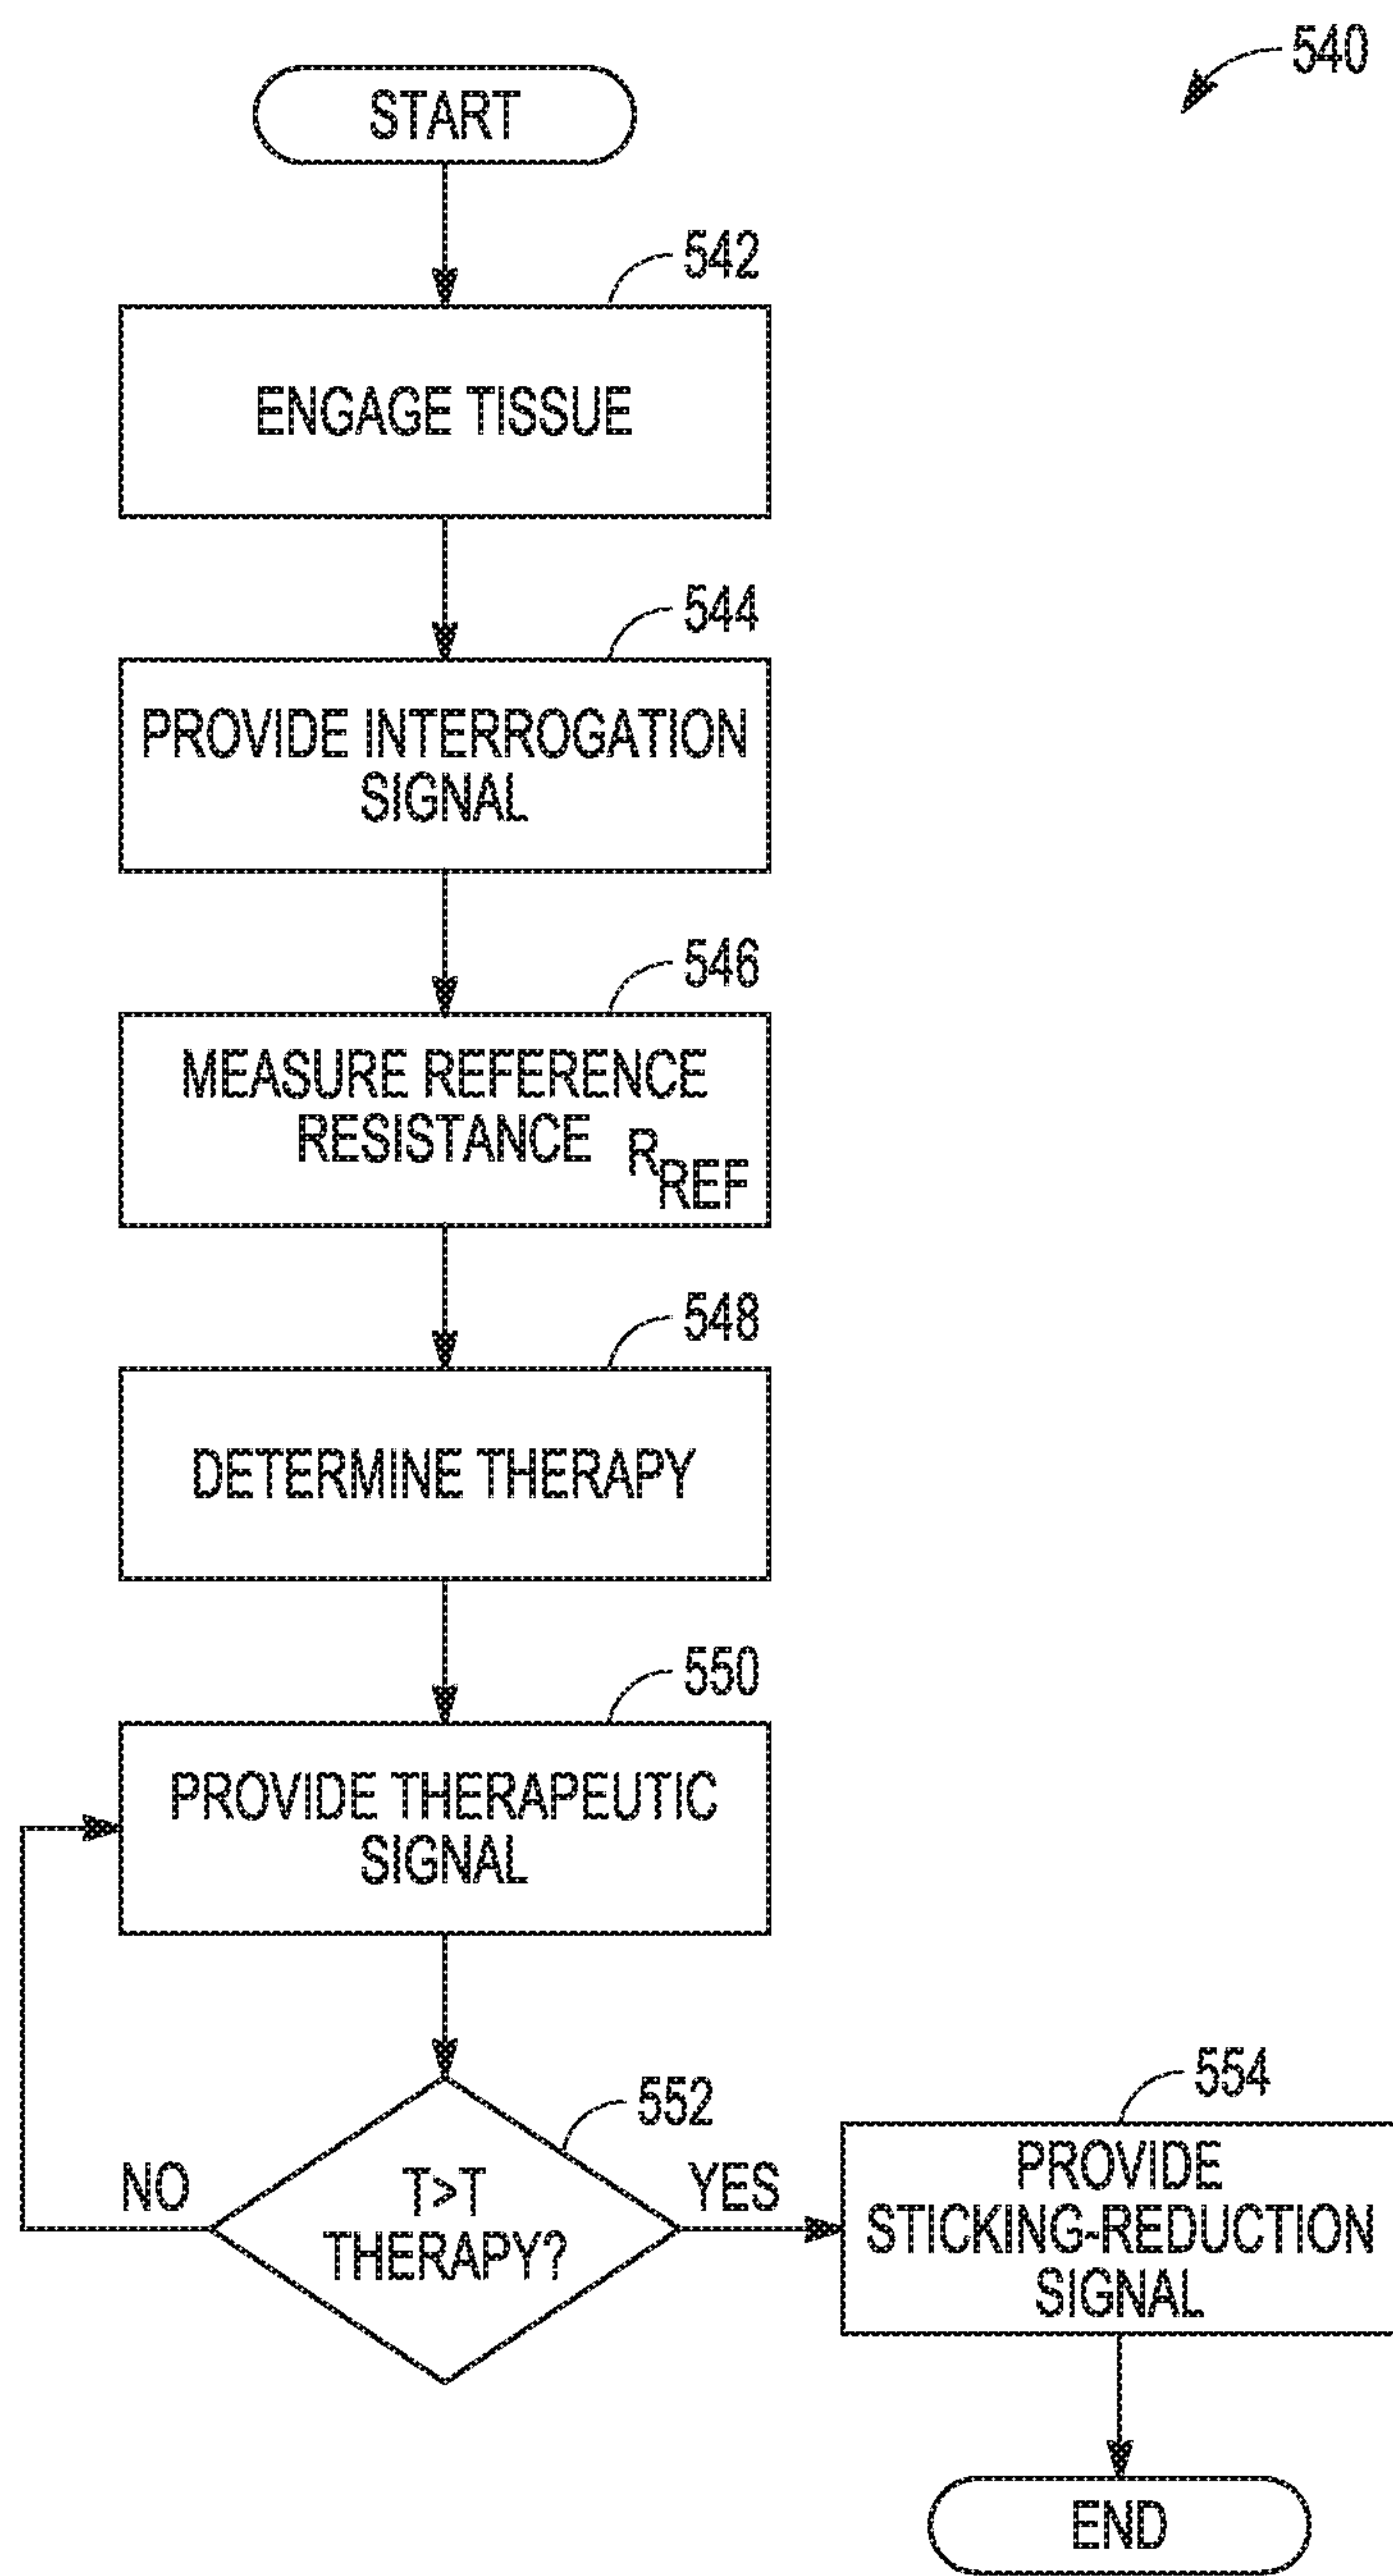 540
START
542
ENGAGE TISSUE
544
PROVIDE INTERROGATION
SIGNAL
546
MEASURE REFERENCE
RESISTANCE R REF
548
DETERMINE THERAPY
550
PROVIDE THERAPEUTIC
SIGNAL
552
T>T
THERAPY?
NO
YES
554
PROVIDE
STICKING-REDUCTION
SIGNAL
END